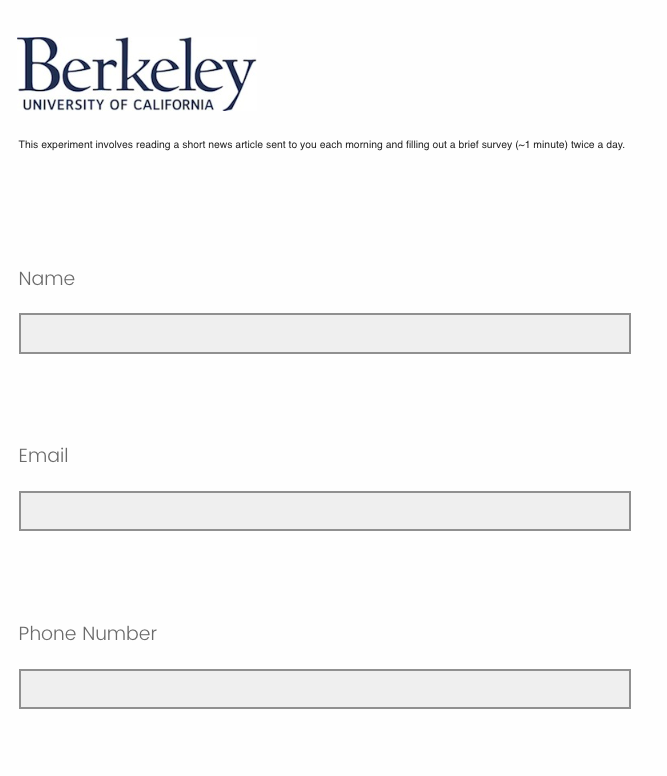 Berkeley
UNIVERSITY OF CALIFORNIA
This experiment involves reading a short news article sent to you each morning and filling out a brief survey (~1 minute) twice a day.
Name
Email
Phone Number